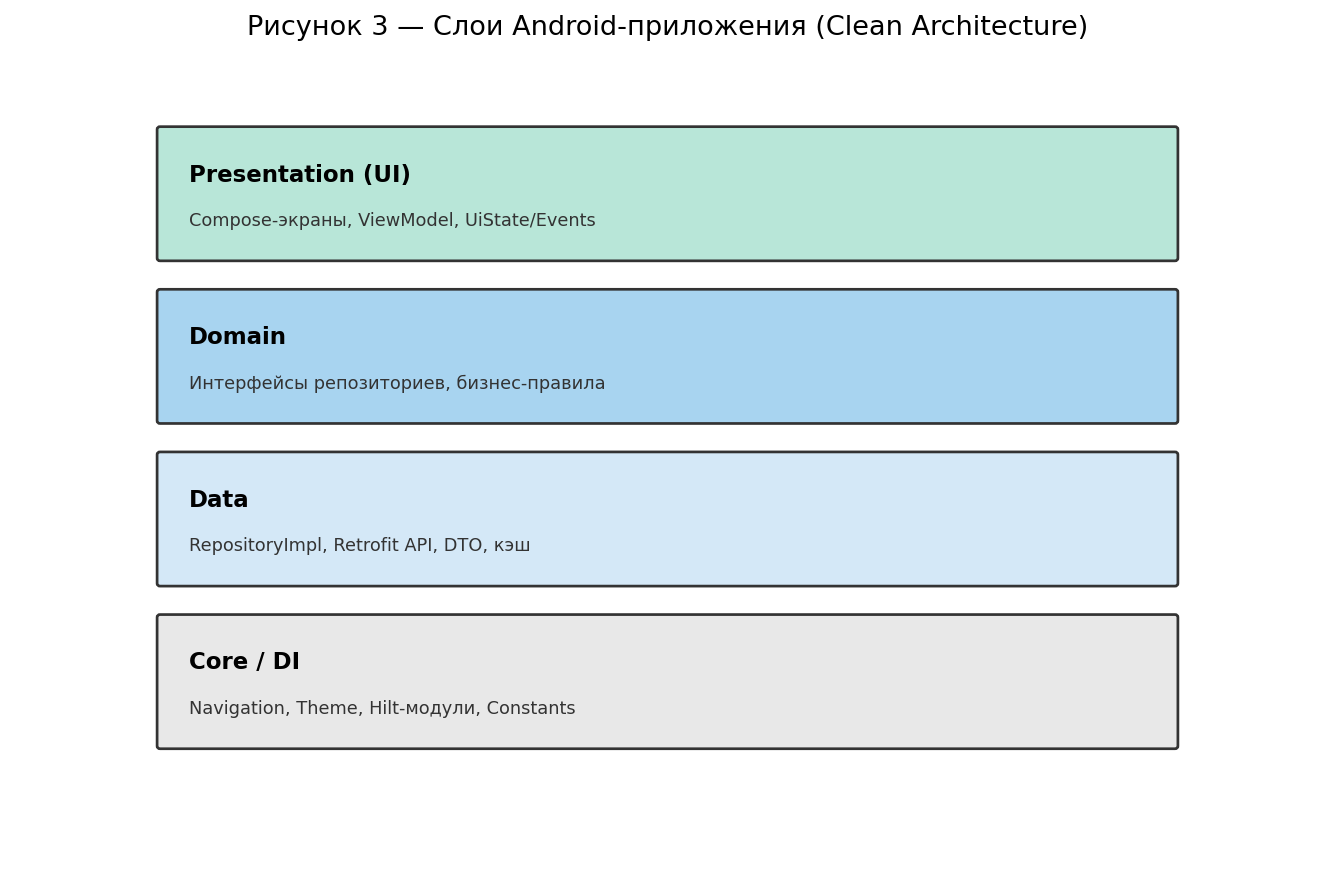 Рисунок 3 — Слои Android-приложения (Clean Architecture)
Presentation (UI)
Compose-экраны, ViewModel, UiState/Events
Domain
Интерфейсы репозиториев, бизнес-правила
Data
RepositoryImpl, Retrofit API, DTO, кэш
Core / DI
Navigation, Theme, Hilt-модули, Constants